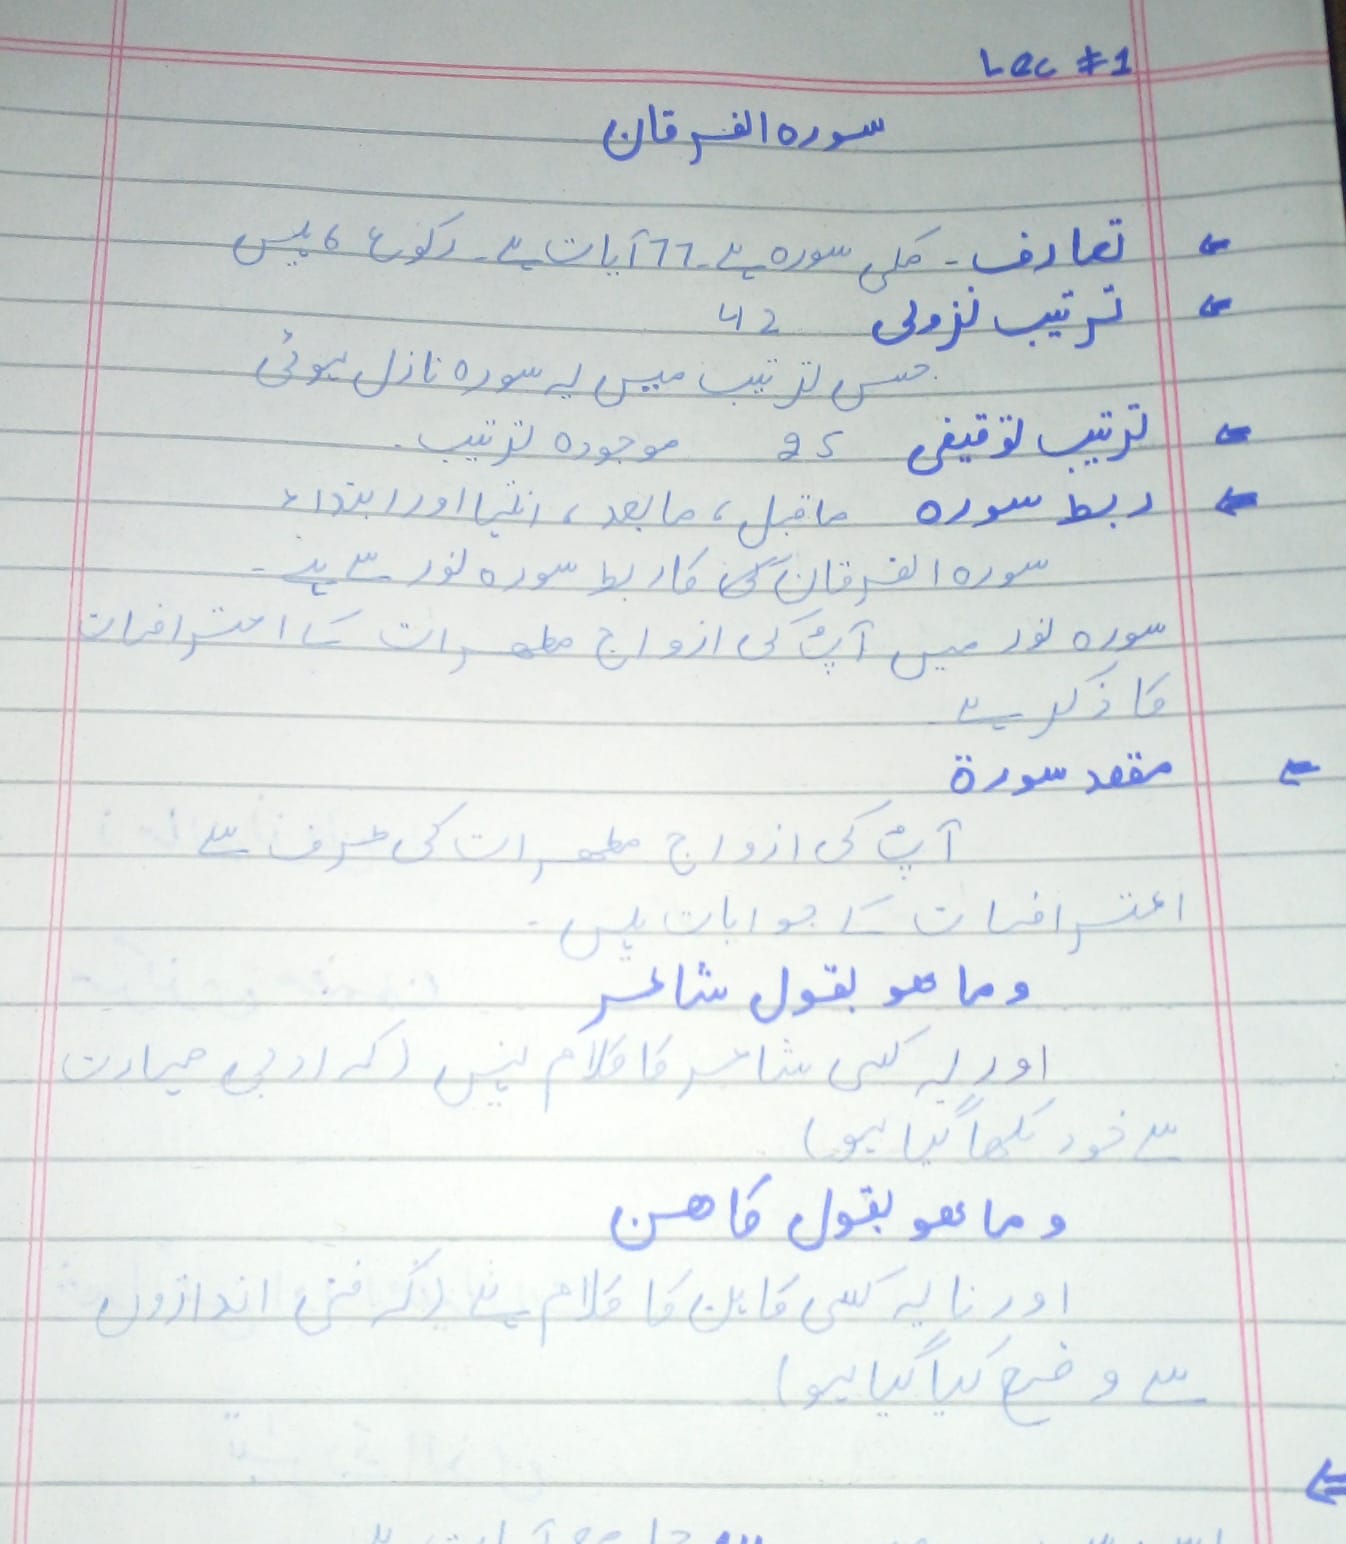 Lec #1
سورہ الفرقان
تعارف۔ مکی سورہ ہے۔ 77 آیات ہے۔ رکوع 6 ہیں
ترتیب نزولی 42
جس ترتیب میں یہ سورہ نازل ہوئی
ترتیب توقیفی 25 موجودہ ترتیب۔
ربط سورہ ماقبل، مابعد، انتہا اور ابتداء
سورہ الفرقان کا ربط سورہ نور سے ہے۔
سورہ نور میں آپؐ کی ازواج مطہرات کے اعتراضات
کا ذکر ہے
مقصد سورة
آپؐ کی ازواج مطہرات کی طرف سے
اعتراضات کے جوابات ہیں۔
وما ھو بقول شاعر
اور یہ کسی شاعر کا کلام نہیں (کہ ادبی مہارت
سے خود لکھا گیا ہو)
وما ھو بقول کاھن
اور نا یہ کسی کاہن کا کلام ہے (کہ فنی اندازوں
سے وضع کیا گیا ہو)